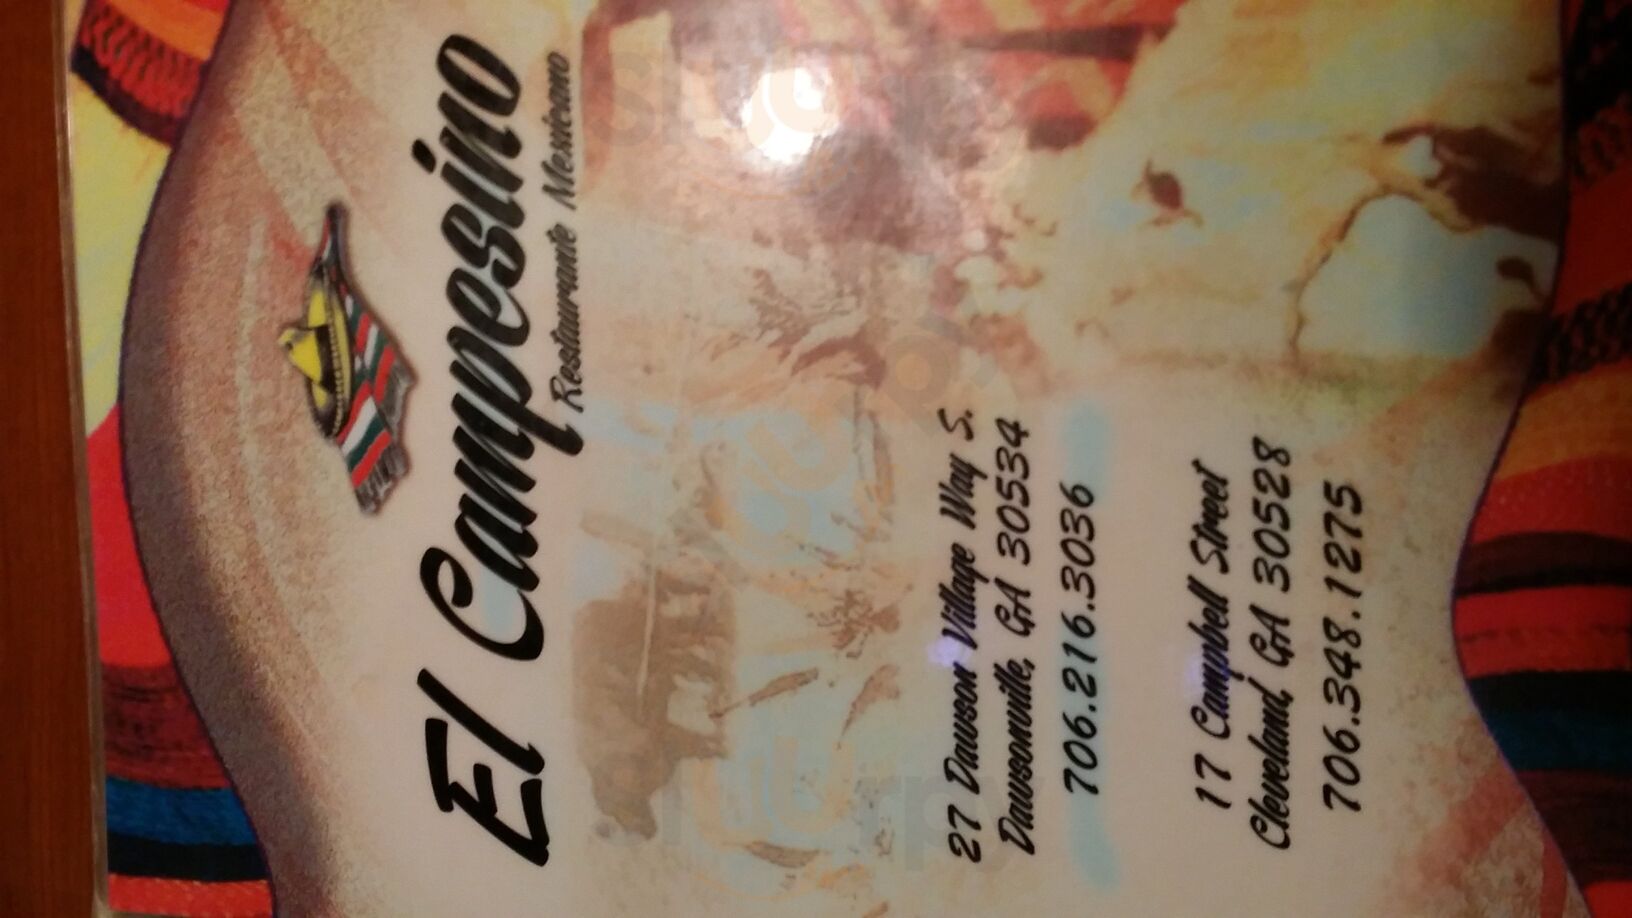 El Campesino
Restaurante Mexicano
27 Dawson Village Way S.
Dawsonville, GA 30534
706.216.3036
17 Campbell Street
Cleveland, GA 30528
706.348.1275